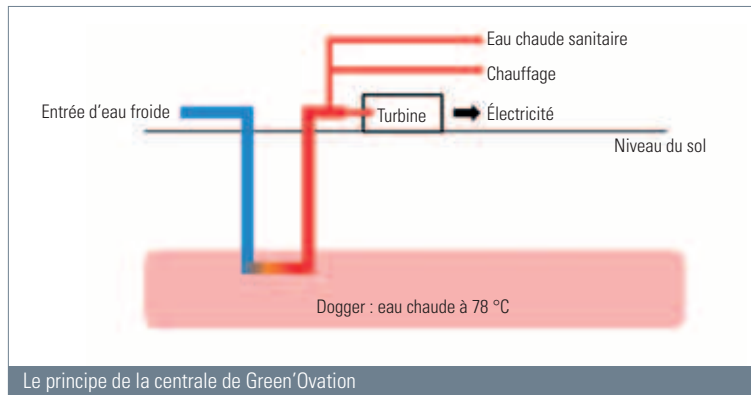 Eau chaude sanitaire
Chauffage
Entrée d'eau froide
Turbine
Électricité
Niveau du sol
Dogger : eau chaude à 78 °C
Le principe de la centrale de Green'Ovation